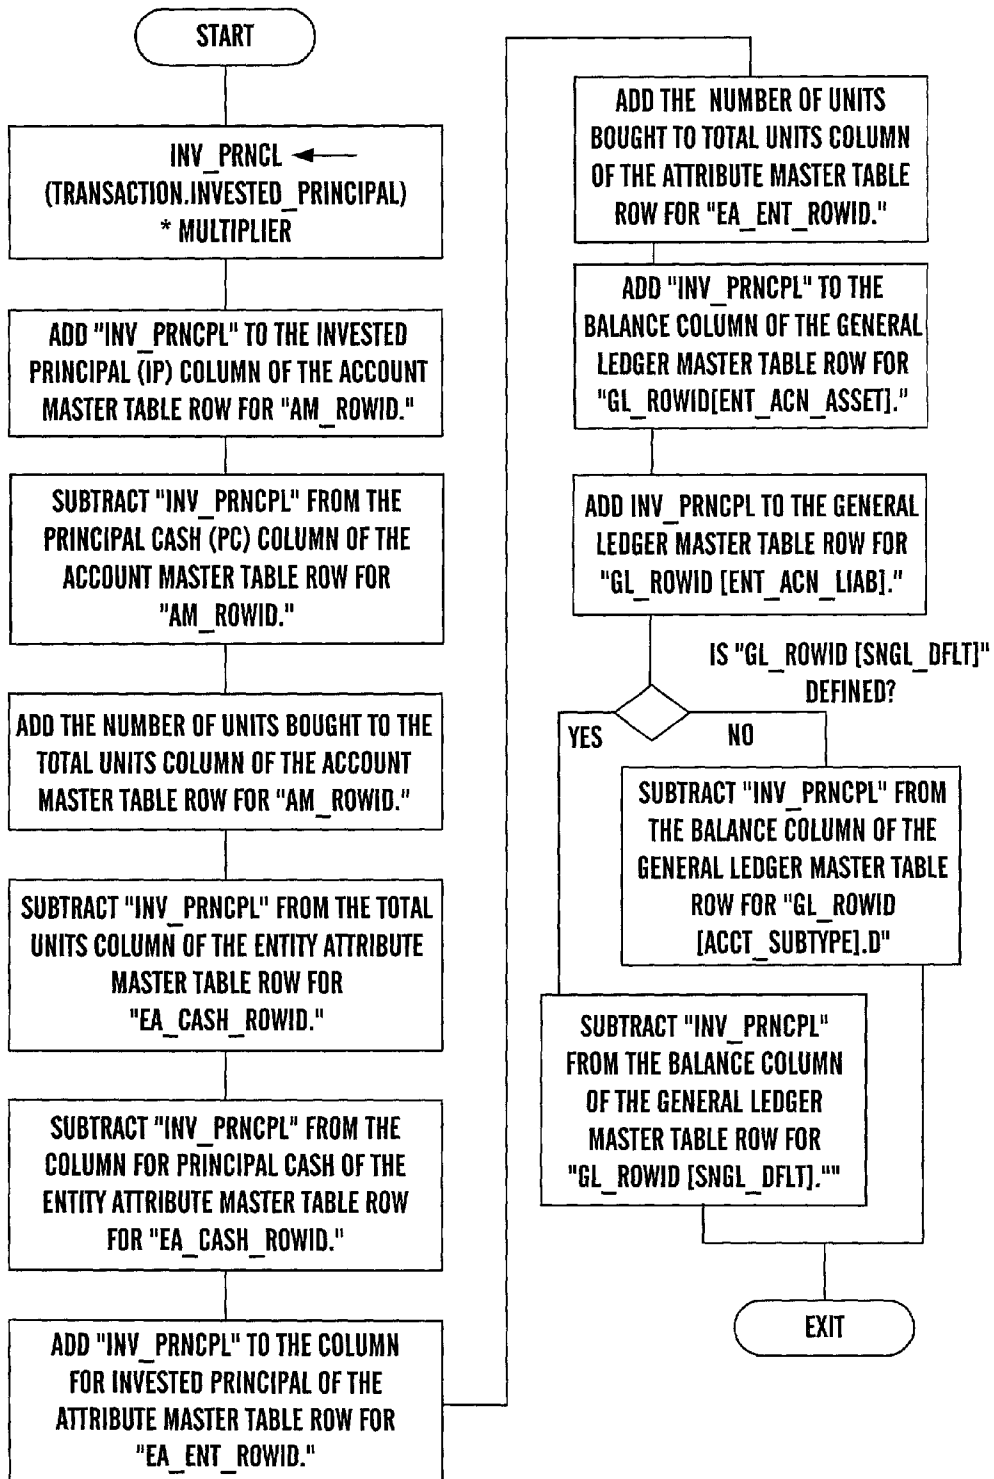 START
INV_PRNCL ←
(TRANSACTION.INVESTED_PRINCIPAL)
* MULTIPLIER
ADD "INV_PRNCPL" TO THE INVESTED
PRINCIPAL (IP) COLUMN OF THE ACCOUNT
MASTER TABLE ROW FOR "AM_ROWID."
SUBTRACT "INV_PRNCPL" FROM THE
PRINCIPAL CASH (PC) COLUMN OF THE
ACCOUNT MASTER TABLE ROW FOR
"AM_ROWID."
ADD THE NUMBER OF UNITS BOUGHT TO THE
TOTAL UNITS COLUMN OF THE ACCOUNT
MASTER TABLE ROW FOR "AM_ROWID."
SUBTRACT "INV_PRNCPL" FROM THE TOTAL
UNITS COLUMN OF THE ENTITY ATTRIBUTE
MASTER TABLE ROW FOR
"EA_CASH_ROWID."
SUBTRACT "INV_PRNCPL" FROM THE
COLUMN FOR PRINCIPAL CASH OF THE
ENTITY ATTRIBUTE MASTER TABLE ROW
FOR "EA_CASH_ROWID."
ADD "INV_PRNCPL" TO THE COLUMN
FOR INVESTED PRINCIPAL OF THE
ATTRIBUTE MASTER TABLE ROW FOR
"EA_ENT_ROWID."
ADD THE NUMBER OF UNITS
BOUGHT TO TOTAL UNITS COLUMN
OF THE ATTRIBUTE MASTER TABLE
ROW FOR "EA_ENT_ROWID."
ADD "INV_PRNCPL" TO THE
BALANCE COLUMN OF THE GENERAL
LEDGER MASTER TABLE ROW FOR
"GL_ROWID[ENT_ACN_ASSET]."
ADD INV_PRNCPL TO THE GENERAL
LEDGER MASTER TABLE ROW FOR
"GL_ROWID [ENT_ACN_LIAB]."
IS "GL_ROWID [SNGL_DFLT]"
DEFINED?
YES
NO
SUBTRACT "INV_PRNCPL" FROM
THE BALANCE COLUMN OF THE
GENERAL LEDGER MASTER TABLE
ROW FOR "GL_ROWID
[ACCT_SUBTYPE].D"
SUBTRACT "INV_PRNCPL"
FROM THE BALANCE COLUMN
OF THE GENERAL LEDGER
MASTER TABLE ROW FOR
"GL_ROWID [SNGL_DFLT].""
EXIT